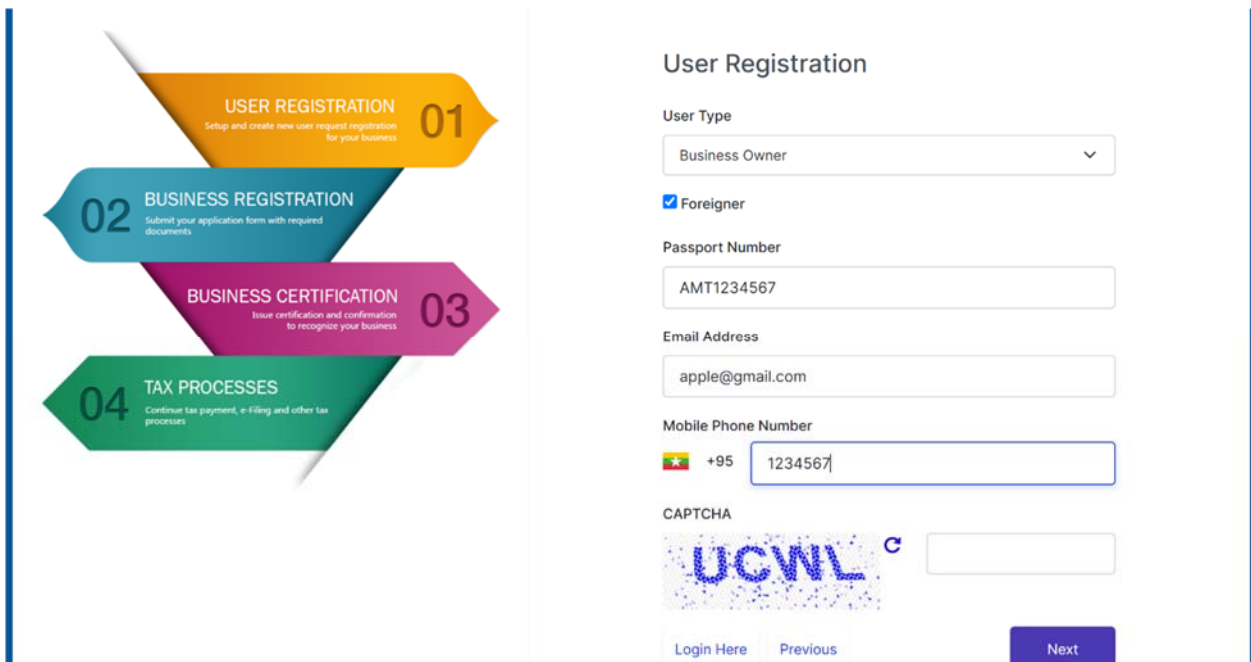 USER REGISTRATION
Setup and create new user request registration
for your business
01
02
BUSINESS REGISTRATION
Submit your application form with required
documents
BUSINESS CERTIFICATION
Issue certification and confirmation
to recognize your business
03
04
TAX PROCESSES
Continue tax payment, e-Filing and other tax
processes
User Registration
User Type
Business Owner
Foreigner
Passport Number
AMT1234567
Email Address
apple@gmail.com
Mobile Phone Number
+95 1234567
CAPTCHA
UCWL
Login Here Previous Next